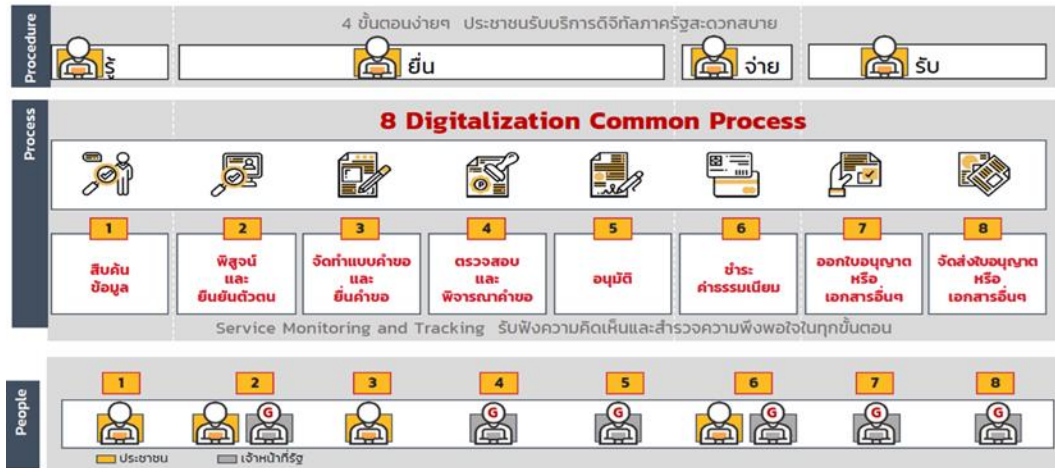 Procedure
4 ขั้นตอนง่ายๆ ประชาชนรับบริการดิจิทัลภาครัฐสะดวกสบาย
รู้
ยื่น
จ่าย
รับ
Process
8 Digitalization Common Process
1
2
3
4
5
6
7
8
สืบค้น
ข้อมูล
พิสูจน์
และ
ยืนยันตัวตน
จัดทำแบบคำขอ
และ
ยื่นคำขอ
ตรวจสอบ
และ
พิจารณาคำขอ
อนุมัติ
ชำระ
ค่าธรรมเนียม
ออกใบอนุญาต
หรือ
เอกสารอื่นๆ
จัดส่งใบอนุญาต
หรือ
เอกสารอื่นๆ
Service Monitoring and Tracking รับฟังความคิดเห็นและสำรวจความพึงพอใจในทุกขั้นตอน
People
1
2
3
4
5
6
7
8
G
G
G
G
G
G
ประชาชน
เจ้าหน้าที่รัฐ